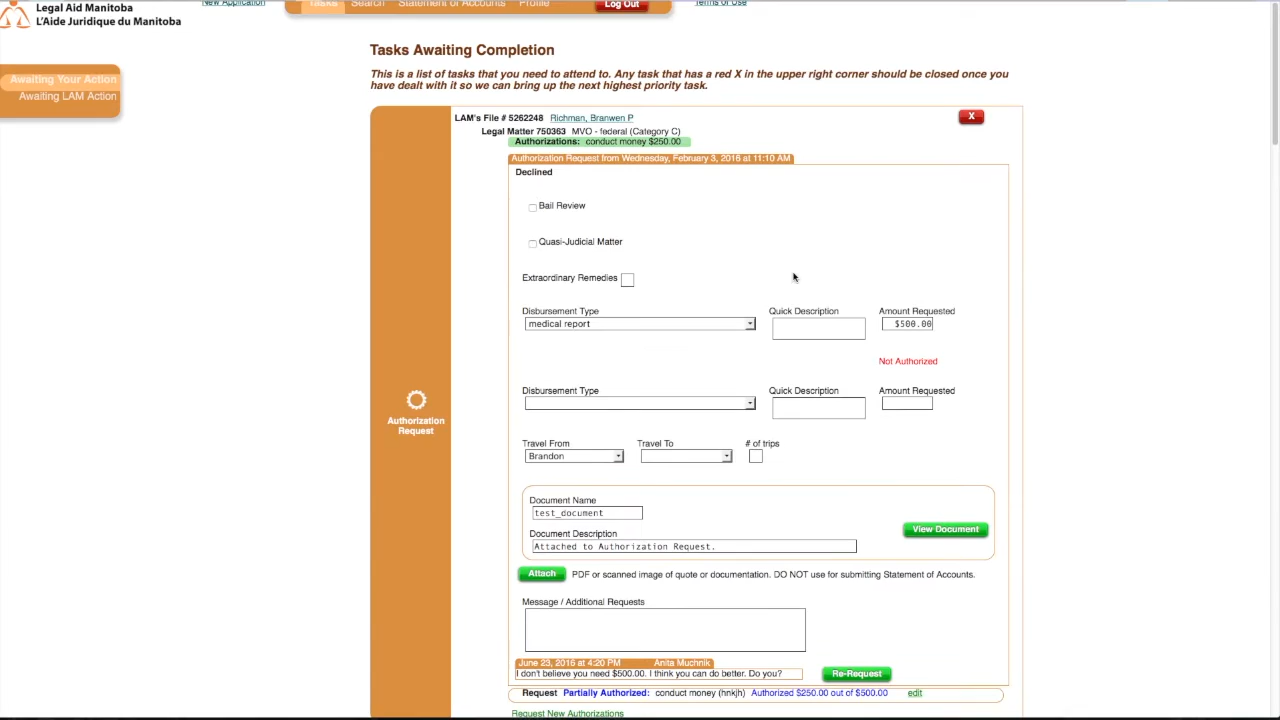 Legal Aid Manitoba
L'Aide Juridique du Manitoba
New Application
Tasks Search Statement of Accounts Profile
Log Out
Terms of Use
Awaiting Your Action
Awaiting LAM Action
Tasks Awaiting Completion
This is a list of tasks that you need to attend to. Any task that has a red X in the upper right corner should be closed once you
have dealt with it so we can bring up the next highest priority task.
LAM's File # 5262248 Richman, Branwen P
X
Legal Matter 750363 MVO - federal (Category C)
Authorizations: conduct money $250.00
Authorization Request from Wednesday, February 3, 2016 at 11:10 AM
Declined
Bail Review
Quasi-Judicial Matter
Extraordinary Remedies
Disbursement Type Quick Description Amount Requested
medical report $500.00
Not Authorized
Disbursement Type Quick Description Amount Requested
Authorization
Request
Travel From Travel To # of trips
Brandon
Document Name
test_document
Document Description
View Document
Attached to Authorization Request.
Attach PDF or scanned image of quote or documentation. DO NOT use for submitting Statement of Accounts.
Message / Additional Requests
June 23, 2016 at 4:20 PM Anita Muchnik
I don't believe you need $500.00. I think you can do better. Do you?
Re-Request
Request Partially Authorized: conduct money (hnkjh) Authorized $250.00 out of $500.00 edit
Request New Authorizations